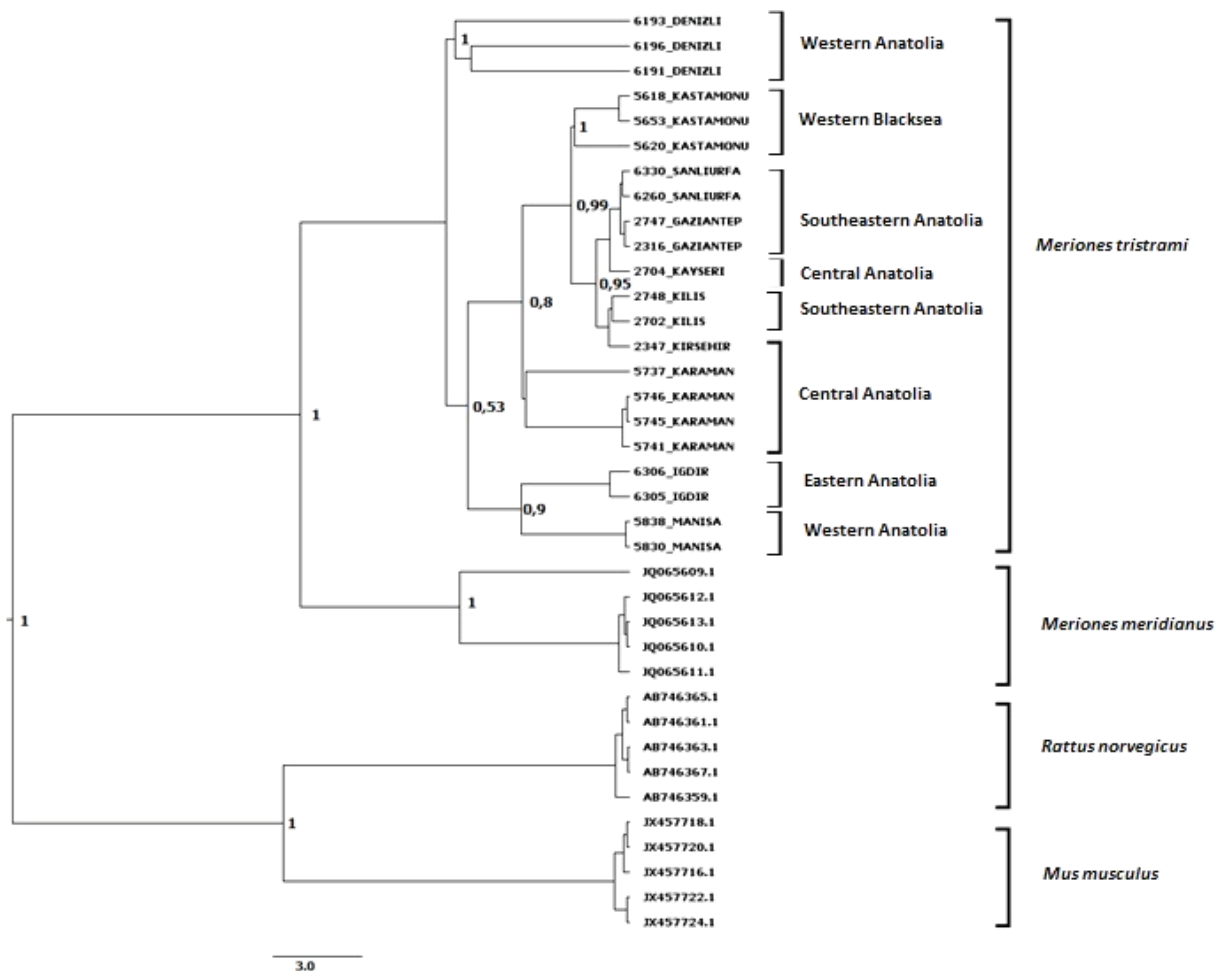 6193_DENIZLI
1
Western Anatolia
6196_DENIZLI
6191_DENIZLI
5618_KASTAMONU
5653_KASTAMONU
1
Western Blacksea
5620_KASTAMONU
6330_SANLIURFA
6260_SANLIURFA
0,99
2747_GAZIANTEP
Southeastern Anatolia
2316_GAZIANTEP
Meriones tristrami
2704_KAYSERI
Central Anatolia
0,95
2748_KILIS
Southeastern Anatolia
0,8
2702_KILIS
2347_KIRSEHIR
5737_KARAMAN
Central Anatolia
5746_KARAMAN
0,53
1
5745_KARAMAN
5741_KARAMAN
6306_IGDIR
Eastern Anatolia
6305_IGDIR
0,9
5838_MANISA
Western Anatolia
5830_MANISA
JQ065609.1
JQ065612.1
1
JQ065613.1
Meriones meridianus
1
JQ065610.1
JQ065611.1
AB746365.1
AB746361.1
AB746363.1
Rattus norvegicus
AB746367.1
AB746359.1
JX457718.1
1
JX457720.1
JX457716.1
Mus musculus
JX457722.1
JX457724.1
3.0